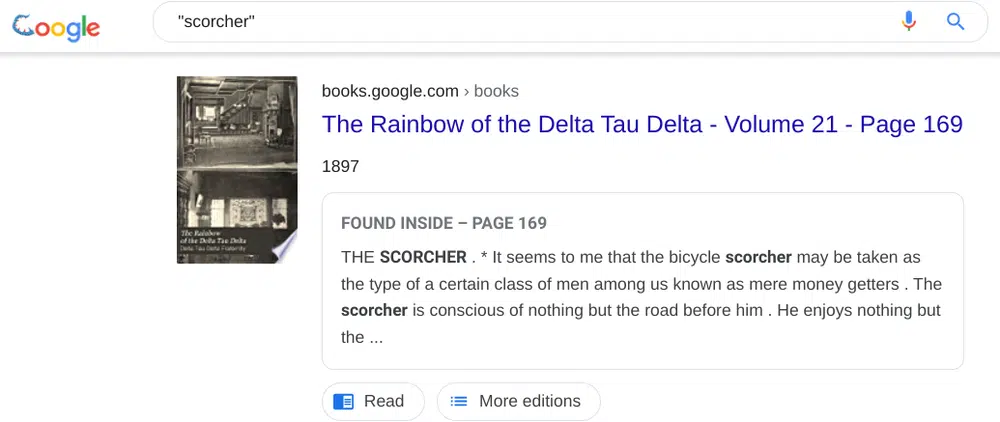 Google
"scorcher"
books.google.com › books
The Rainbow of the Delta Tau Delta - Volume 21 - Page 169
1897
The Rainbow
of the Delta Tau Delta
Delta Tau Delta Fraternity
FOUND INSIDE – PAGE 169
THE SCORCHER . * It seems to me that the bicycle scorcher may be taken as
the type of a certain class of men among us known as mere money getters . The
scorcher is conscious of nothing but the road before him . He enjoys nothing but
the ...
Read
More editions